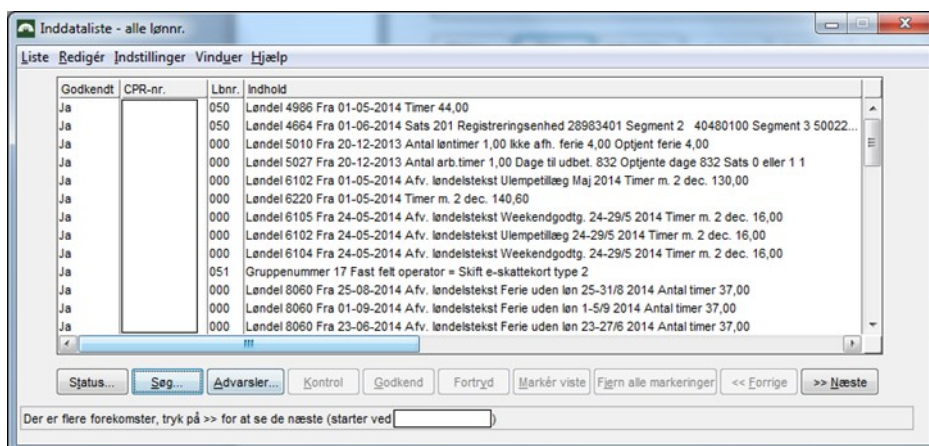 Inddataliste - alle lønnr.
Liste Redigér Indstillinger Vinduer Hjælp
Godkendt CPR-nr. Lbnr. Indhold
Ja 050 Løndel 4986 Fra 01-05-2014 Timer 44,00
Ja 050 Løndel 4664 Fra 01-06-2014 Sats 201 Registreringsenhed 28983401 Segment 2 40480100 Segment 3 50022...
Ja 000 Løndel 5010 Fra 20-12-2013 Antal løntimer 1,00 Ikke afh. ferie 4,00 Optjent ferie 4,00
Ja 000 Løndel 5027 Fra 20-12-2013 Antal arb.timer 1,00 Dage til udbet. 832 Optjente dage 832 Sats 0 eller 1 1
Ja 000 Løndel 6102 Fra 01-05-2014 Afv. løndelstekst Ulempetillæg Maj 2014 Timer m. 2 dec. 130,00
Ja 000 Løndel 6220 Fra 01-05-2014 Timer m. 2 dec. 140,60
Ja 000 Løndel 6105 Fra 24-05-2014 Afv. løndelstekst Weekendgodtg. 24-29/5 2014 Timer m. 2 dec. 16,00
Ja 000 Løndel 6102 Fra 24-05-2014 Afv. løndelstekst Ulempetillæg 24-29/5 2014 Timer m. 2 dec. 16,00
Ja 000 Løndel 6104 Fra 24-05-2014 Afv. løndelstekst Weekendgodtg. 24-29/5 2014 Timer m. 2 dec. 16,00
Ja 051 Gruppenummer 17 Fast felt operator = Skift e-skattekort type 2
Ja 000 Løndel 8060 Fra 25-08-2014 Afv. løndelstekst Ferie uden løn 25-31/8 2014 Antal timer 37,00
Ja 000 Løndel 8060 Fra 01-09-2014 Afv. løndelstekst Ferie uden løn 1-5/9 2014 Antal timer 37,00
Ja 000 Løndel 8060 Fra 23-06-2014 Afv. løndelstekst Ferie uden løn 23-27/6 2014 Antal timer 37,00
Status... Søg... Advarsler... Kontrol Godkend Fortryd Markér viste Fjern alle markeringer << Forrige >> Næste
Der er flere forekomster, tryk på >> for at se de næste (starter ved )